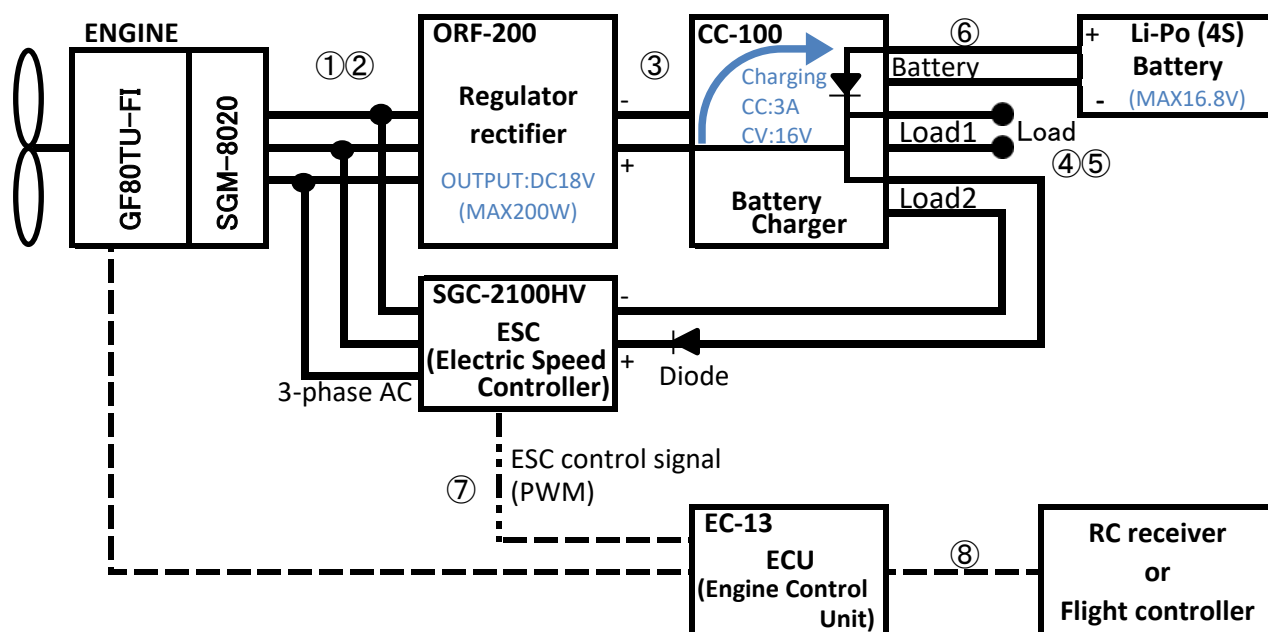 ENGINE
GF80TU-FI
SGM-8020
①②
ORF-200
Regulator
rectifier
OUTPUT:DC18V
(MAX200W)
-
+
③
CC-100
Charging
CC:3A
CV:16V
Battery
Charger
⑥
Battery
Load1
Load2
Load
④⑤
+
-
Li-Po (4S)
Battery
(MAX16.8V)
SGC-2100HV
ESC
(Electric Speed
Controller)
-
+
Diode
3-phase AC
ESC control signal
(PWM)
⑦
EC-13
ECU
(Engine Control
Unit)
⑧
RC receiver
or
Flight controller